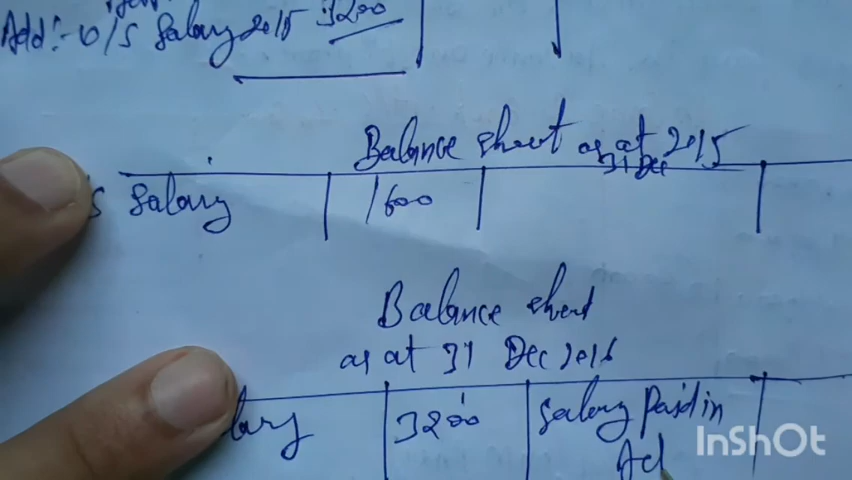 Add:- O/S Salary 2015 3200
Balance sheet as at 2015
31 Dec
s Salary 1600
Balance sheet
as at 31 Dec 2016
lary 3200 Salary Paid in
Ad
InShOt